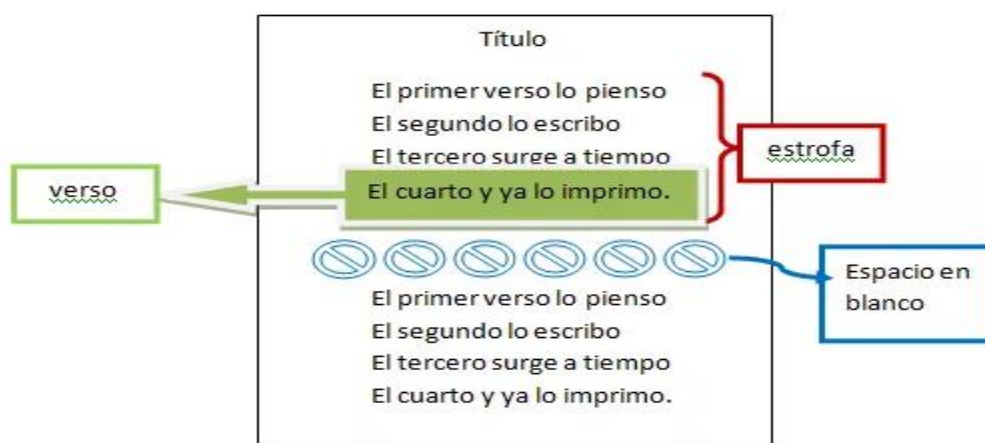 Título
El primer verso lo pienso
El segundo lo escribo
El tercero surge a tiempo
estrofa
verso
El cuarto y ya lo imprimo.
Espacio en
blanco
El primer verso lo pienso
El segundo lo escribo
El tercero surge a tiempo
El cuarto y ya lo imprimo.